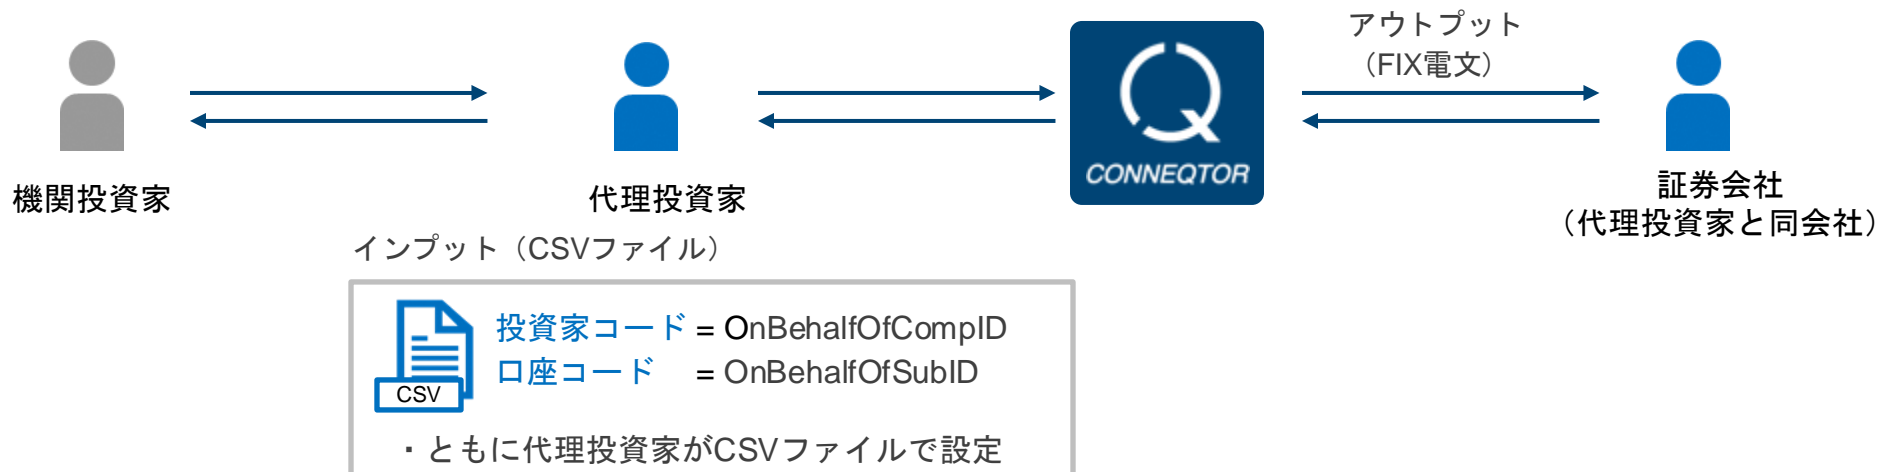 アウトプット
（FIX電文）
CONNEQTOR
機関投資家
代理投資家
証券会社
（代理投資家と同会社）
インプット（CSVファイル）
投資家コード = OnBehalfOfCompID
口座コード = OnBehalfOfSubID
CSV
・ともに代理投資家がCSVファイルで設定